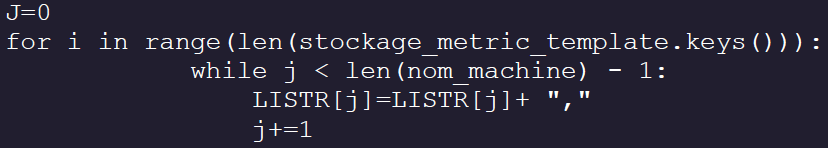 J=0
for i in range(len(stockage_metric_template.keys())):
            while j < len(nom_machine) - 1:
                LISTR[j]=LISTR[j]+ ","
                j+=1